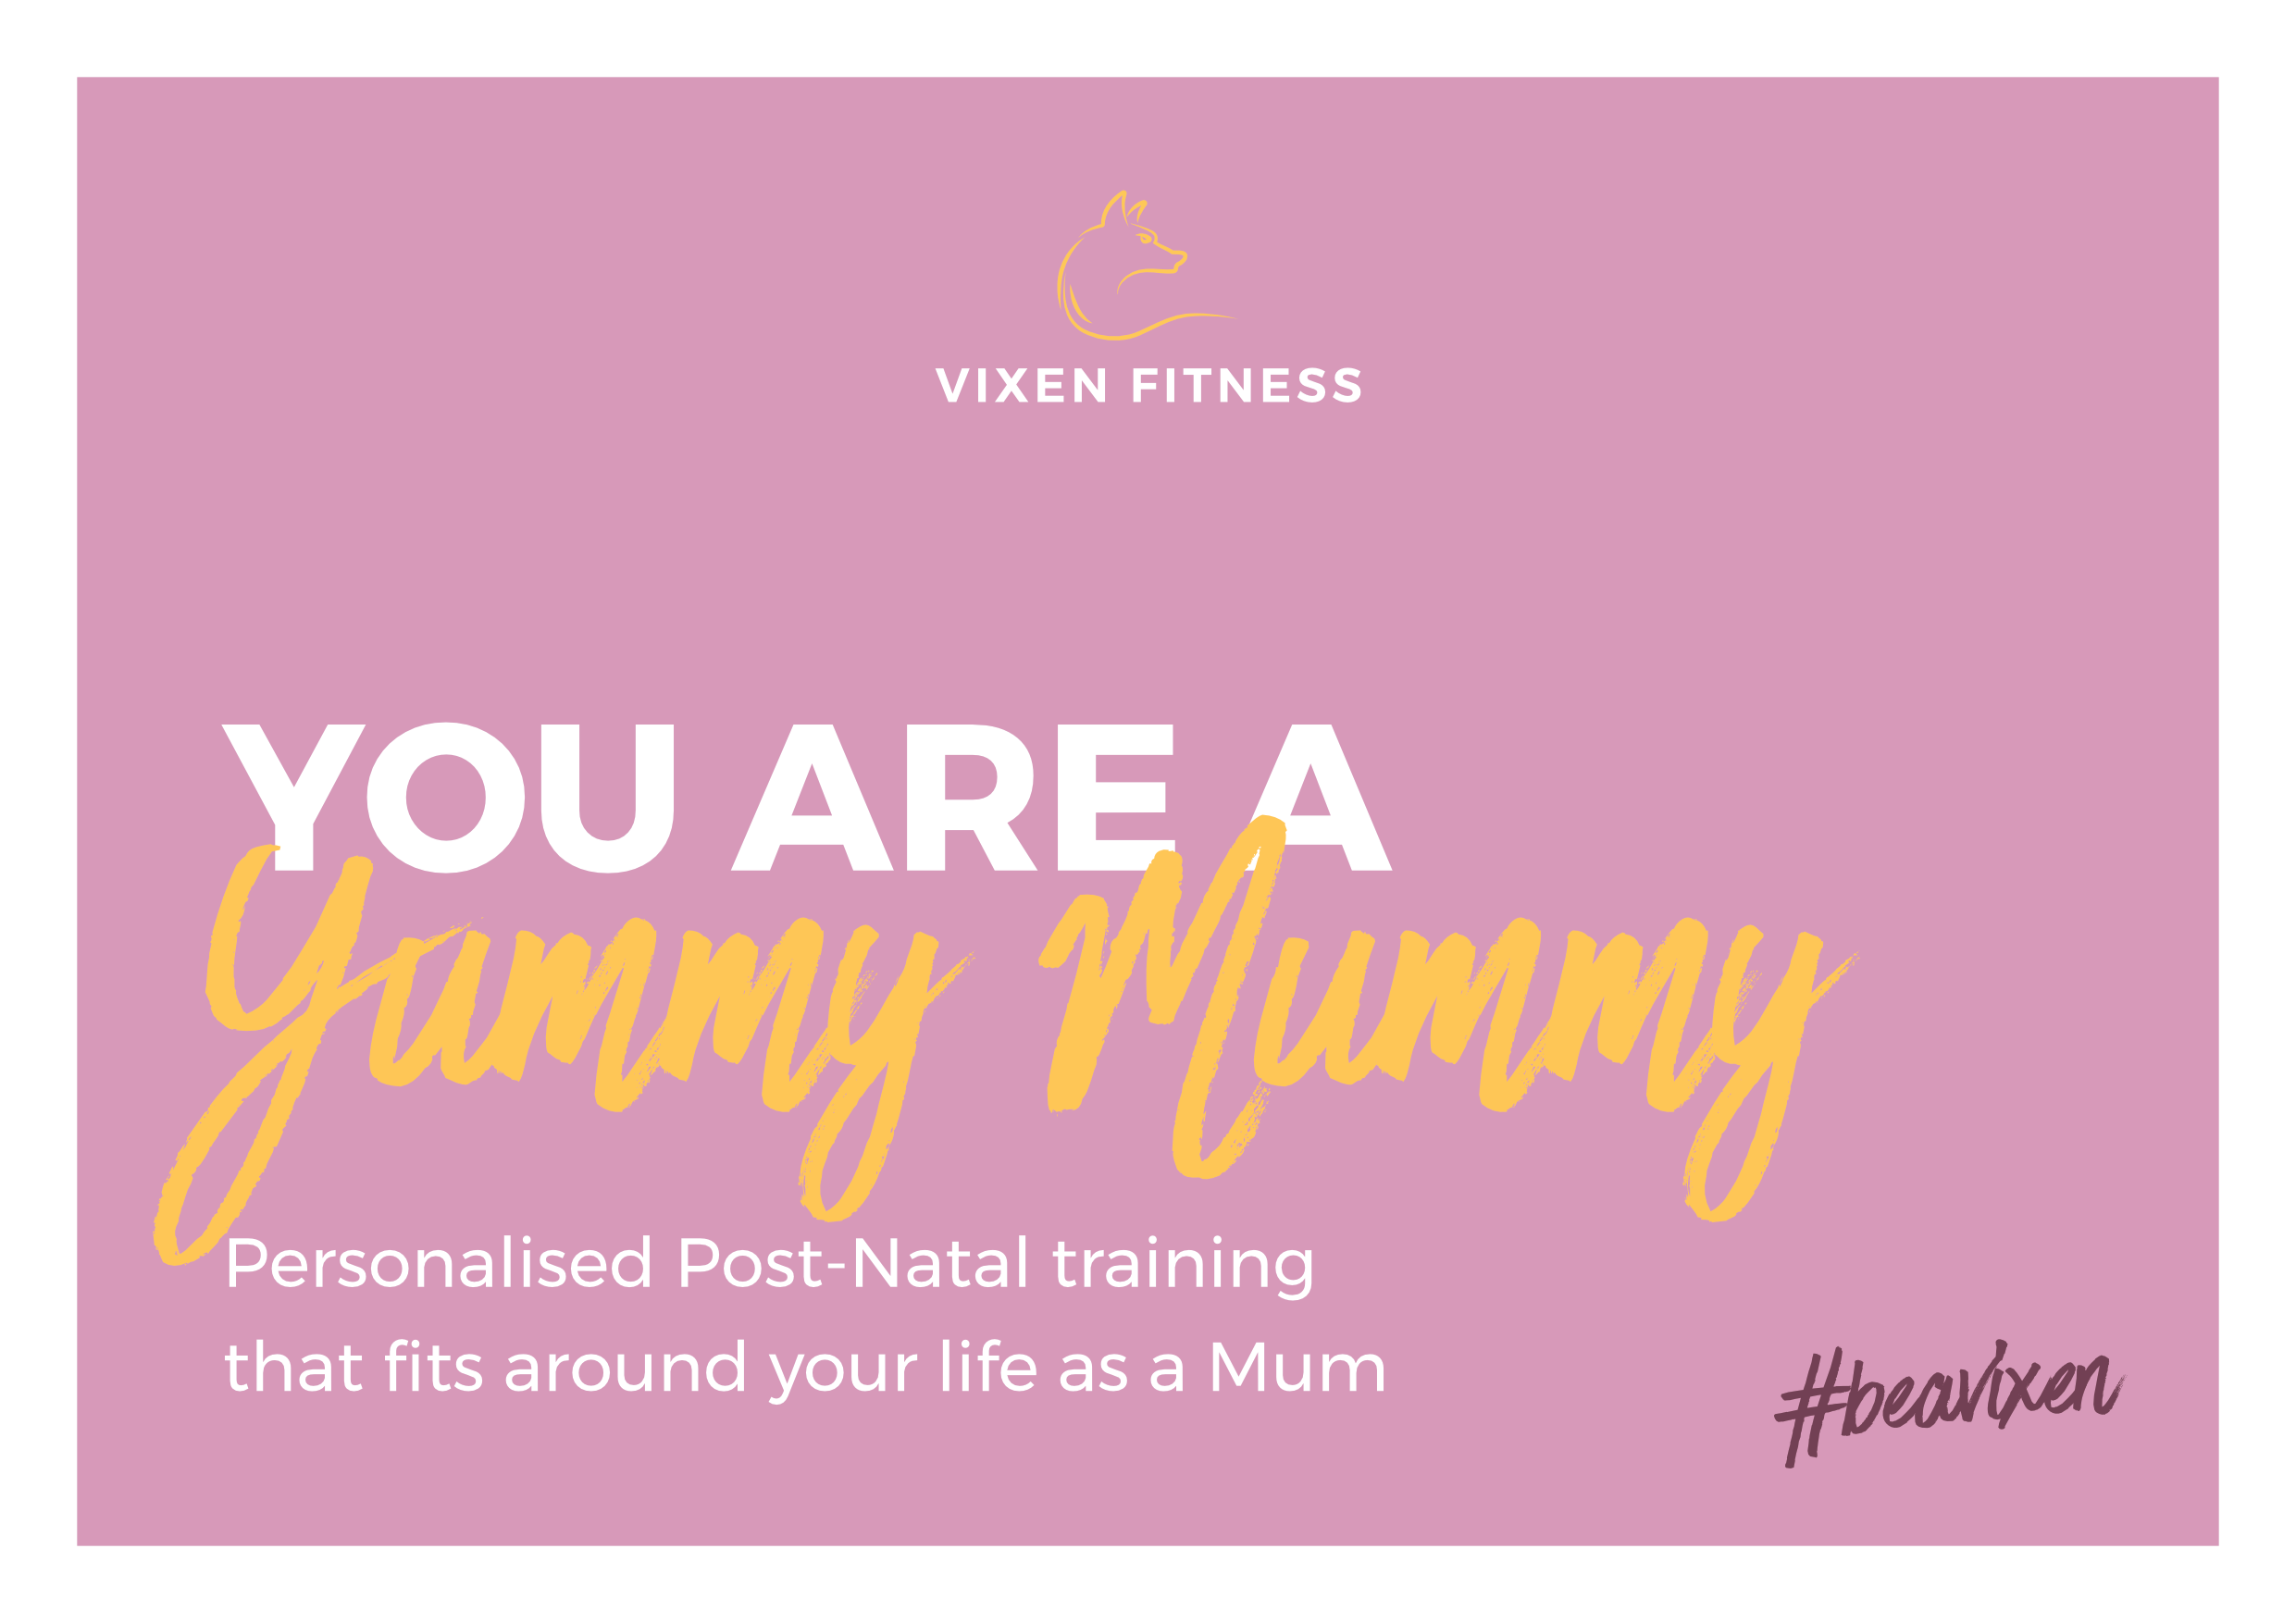 VIXEN FITNESS
YOU ARE A
Yummy Mummy
Personalised Post-Natal training
that fits around your life as a Mum
#beavixen